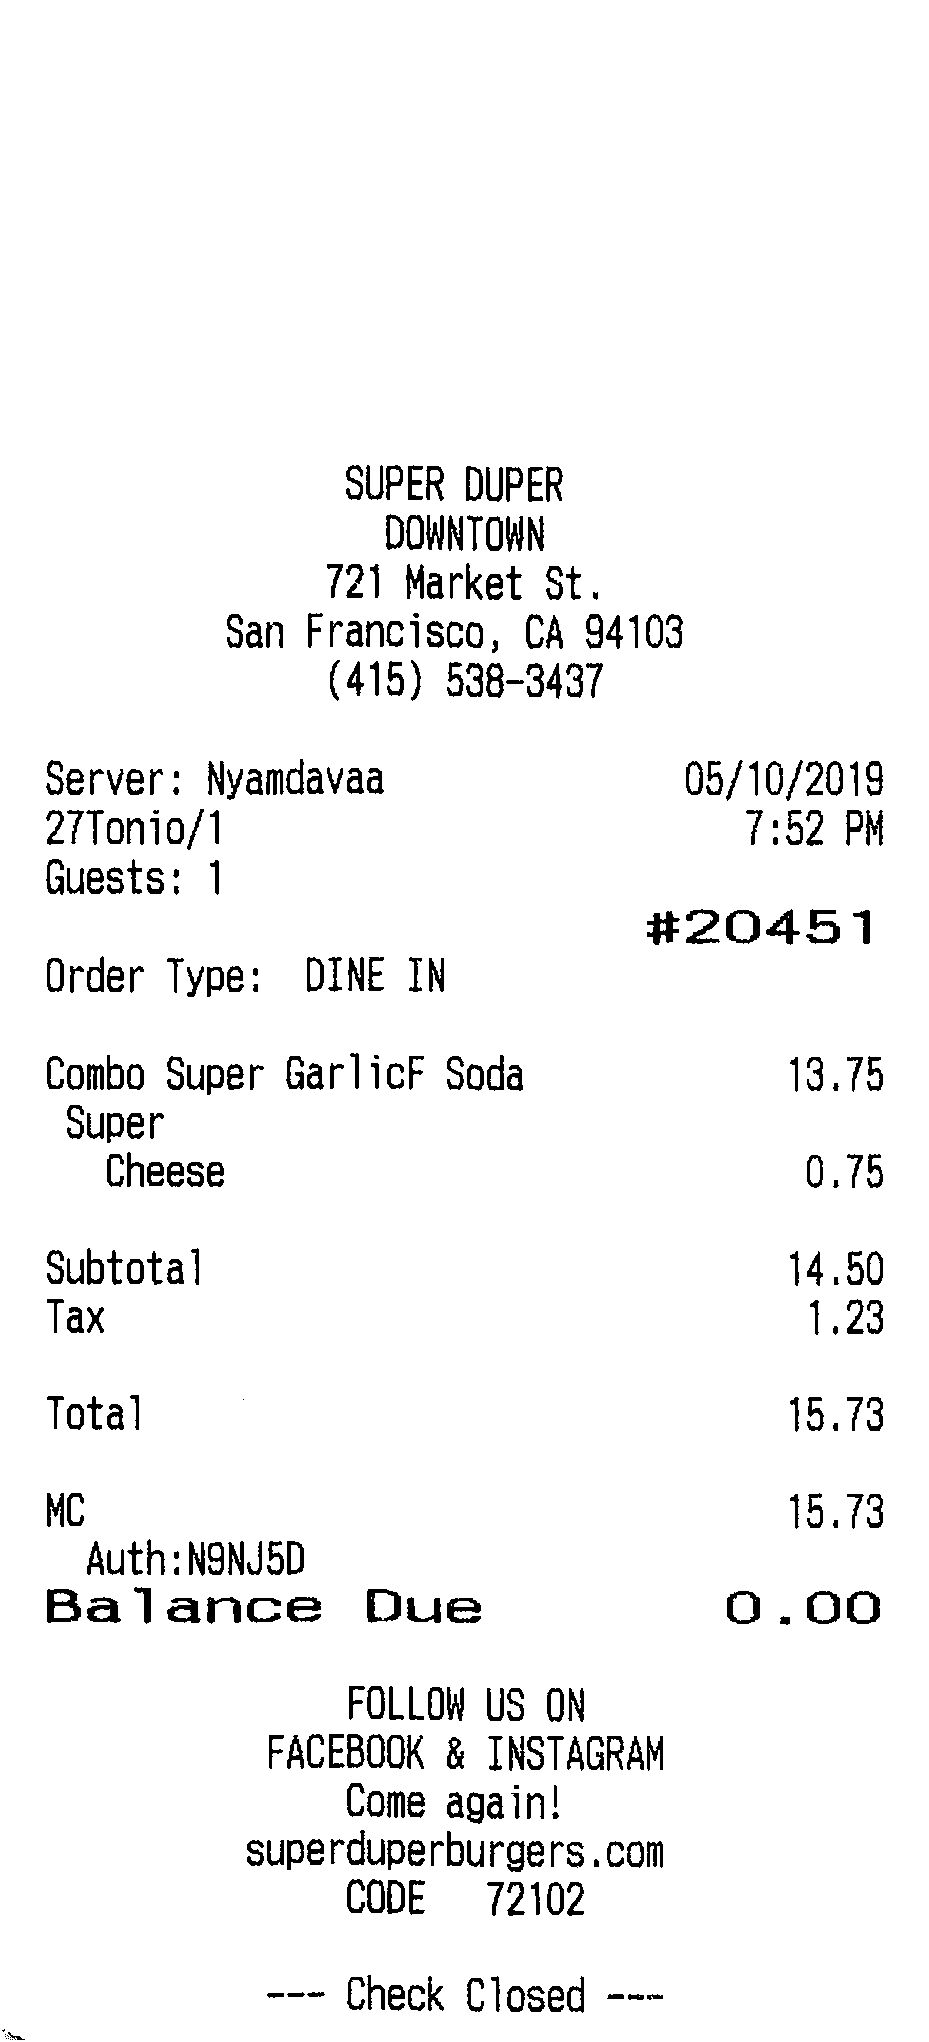 SUPER DUPER
DOWNTOWN
721 Market St.
San Francisco, CA 94103
(415) 538-3437
Server: Nyamdavaa 05/10/2019
27Tonio/1 7:52 PM
Guests: 1
#20451
Order Type: DINE IN
Combo Super GarlicF Soda 13.75
Super
Cheese 0.75
Subtotal 14.50
Tax 1.23
Total 15.73
MC 15.73
Auth:N9NJ5D
Balance Due 0.00
FOLLOW US ON
FACEBOOK & INSTAGRAM
Come again!
superduperburgers.com
CODE 72102
--- Check Closed ---